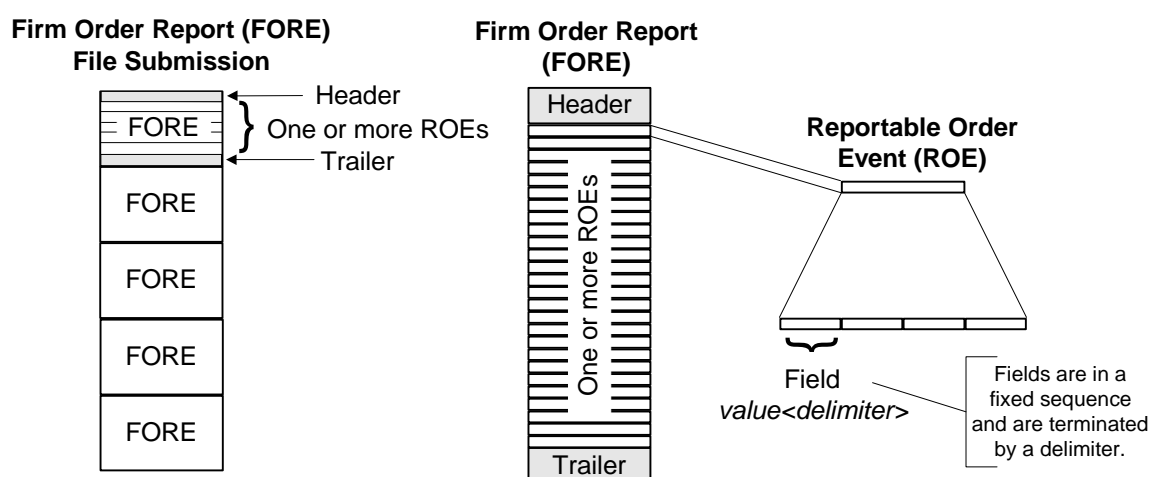 Firm Order Report (FORE)
File Submission
Header
FORE
One or more ROEs
Trailer
FORE
FORE
FORE
FORE
Firm Order Report
(FORE)
Header
One or more ROEs
Trailer
Reportable Order
Event (ROE)
}
Field
value<delimiter>
Fields are in a
fixed sequence
and are terminated
by a delimiter.